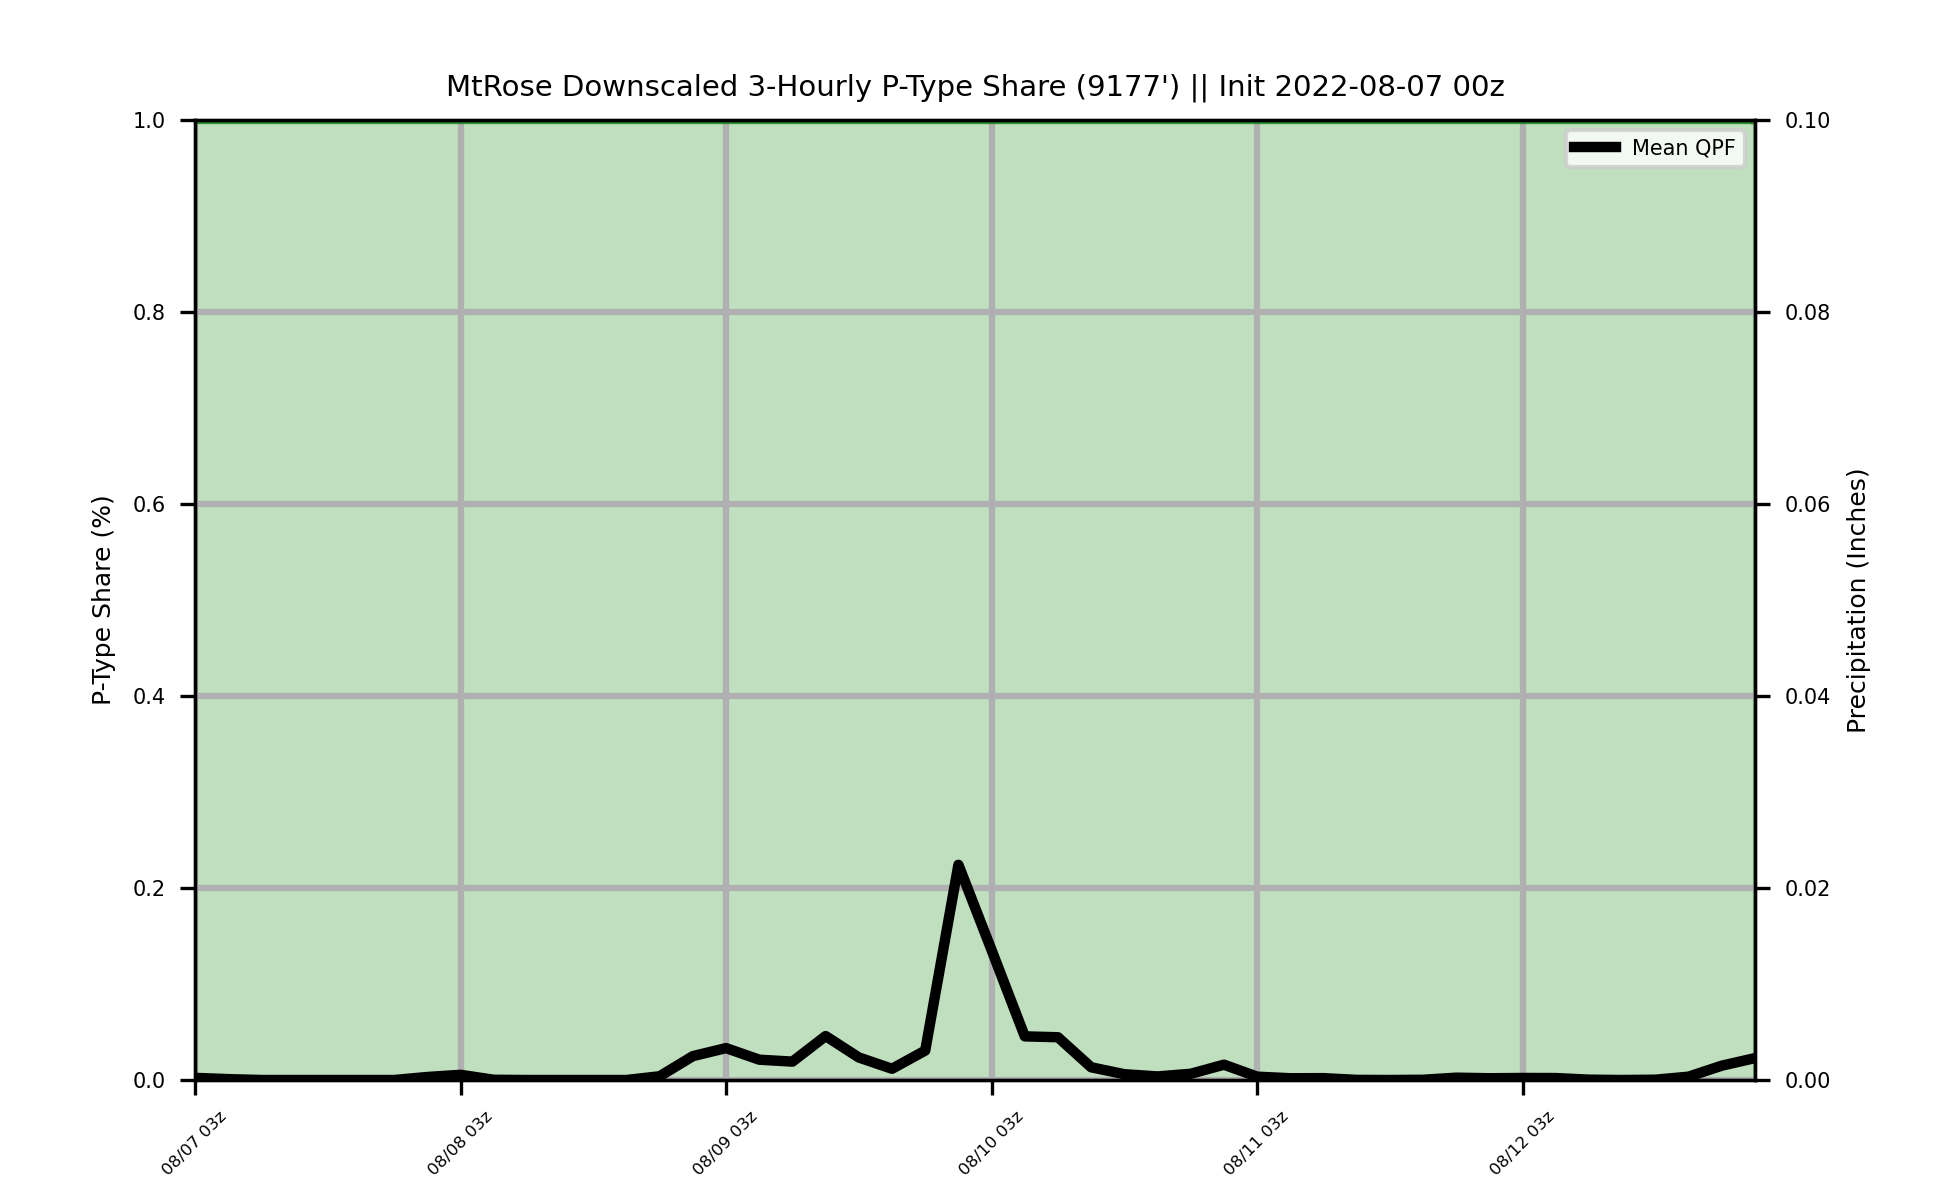 MtRose Downscaled 3-Hourly P-Type Share (9177') || Init 2022-08-07 00z
Mean QPF
P-Type Share (%)
1.0
0.8
0.6
0.4
0.2
0.0
0.10
0.08
0.06
0.04
0.02
0.00
Precipitation (Inches)
08/07 03z
08/08 03z
08/09 03z
08/10 03z
08/11 03z
08/12 03z